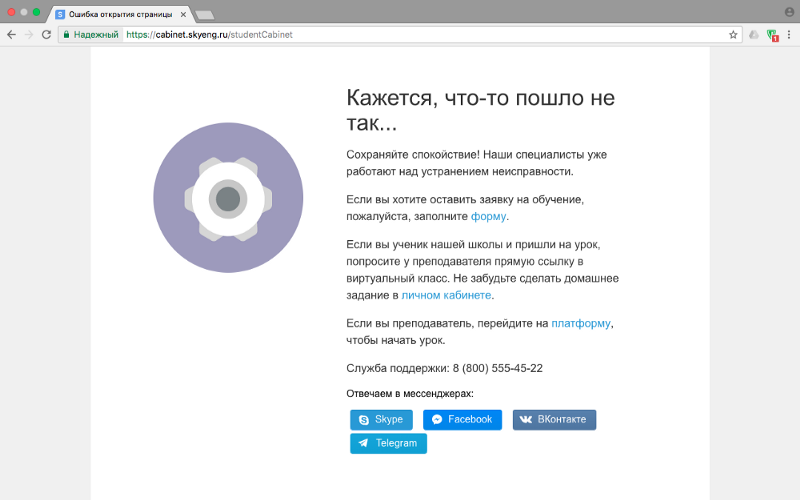 Ошибка открытия страницы
Надежный
https://cabinet.skyeng.ru/studentCabinet
1
Кажется, что-то пошло не
так...
Сохраняйте спокойствие! Наши специалисты уже
работают над устранением неисправности.
Если вы хотите оставить заявку на обучение,
пожалуйста, заполните форму.
Если вы ученик нашей школы и пришли на урок,
попросите у преподавателя прямую ссылку в
виртуальный класс. Не забудьте сделать домашнее
задание в личном кабинете.
Если вы преподаватель, перейдите на платформу,
чтобы начать урок.
Служба поддержки: 8 (800) 555-45-22
Отвечаем в мессенджерах:
Skype
Facebook
ВКонтакте
Telegram